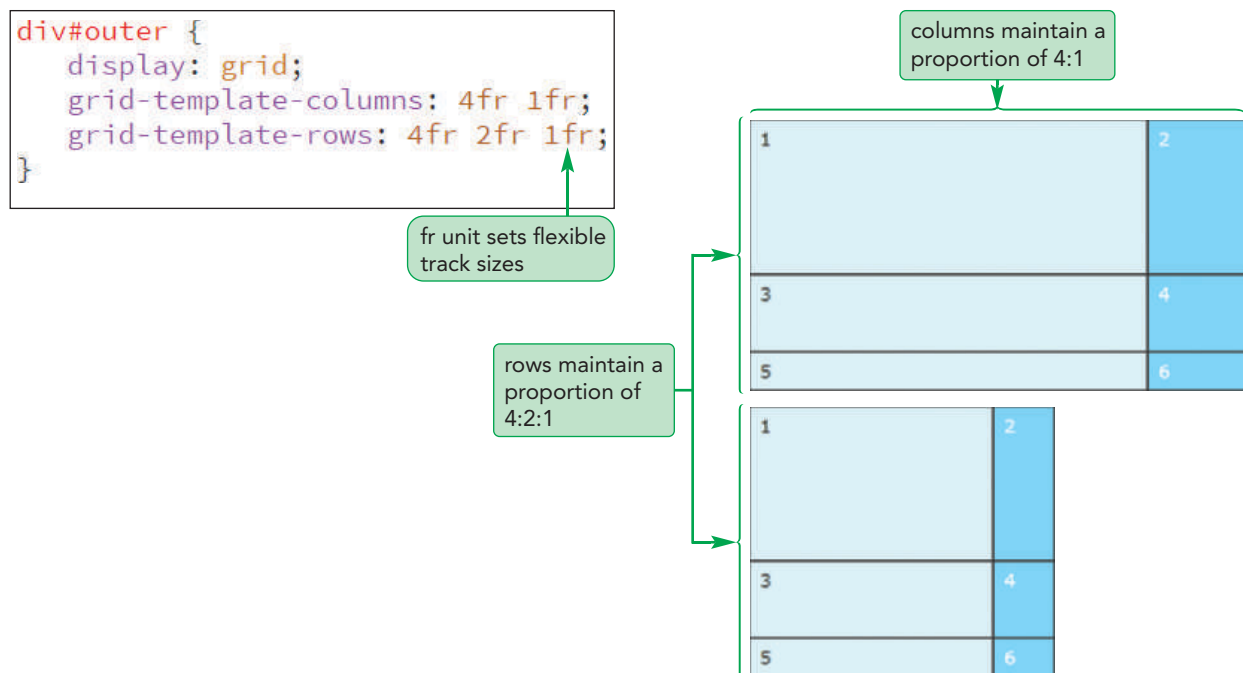 div#outer {
display: grid;
grid-template-columns: 4fr 1fr;
grid-template-rows: 4fr 2fr 1fr;
}
fr unit sets flexible
track sizes
columns maintain a
proportion of 4:1
rows maintain a
proportion of
4:2:1
1 2
3 4
5 6
1 2
3 4
5 6